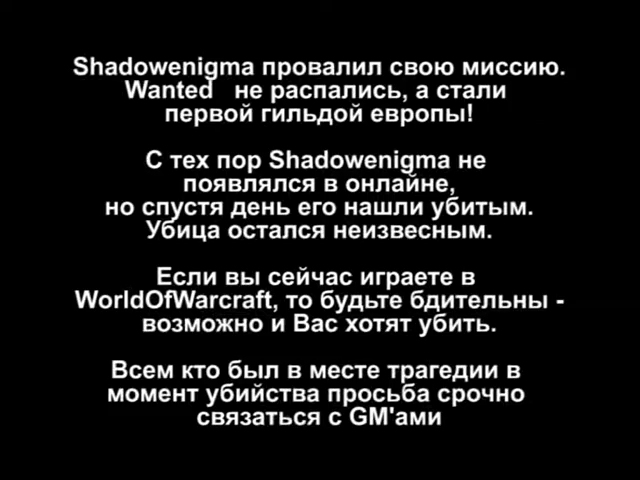 Shadowenigma провалил свою миссию.
Wanted не распались, а стали
первой гильдой европы!
С тех пор Shadowenigma не
появлялся в онлайне,
но спустя день его нашли убитым.
Убица остался неизвесным.
Если вы сейчас играете в
WorldOfWarcraft, то будьте бдительны -
возможно и Вас хотят убить.
Всем кто был в месте трагедии в
момент убийства просьба срочно
связаться с GM'ами